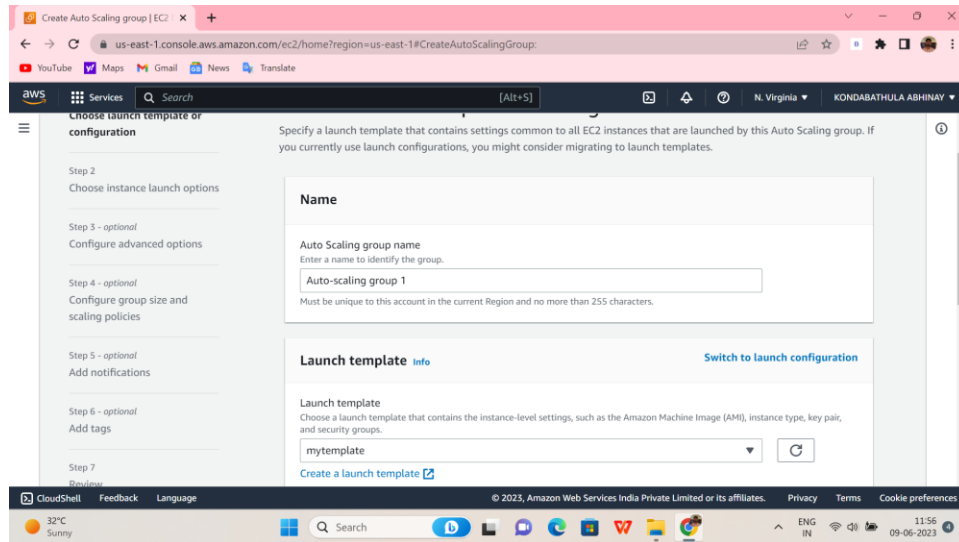 Create Auto Scaling group | EC2
us-east-1.console.aws.amazon.com/ec2/home?region=us-east-1#CreateAutoScalingGroup:
YouTube Maps Gmail News Translate
aws Services Search [Alt+S] N. Virginia KONDABATHULA ABHINAY
Choose launch template or
configuration
Step 2
Choose instance launch options
Step 3 - optional
Configure advanced options
Step 4 - optional
Configure group size and
scaling policies
Step 5 - optional
Add notifications
Step 6 - optional
Add tags
Step 7
Review
Specify a launch template that contains settings common to all EC2 instances that are launched by this Auto Scaling group. If
you currently use launch configurations, you might consider migrating to launch templates.
Name
Auto Scaling group name
Enter a name to identify the group.
Auto-scaling group 1
Must be unique to this account in the current Region and no more than 255 characters.
Launch template Info Switch to launch configuration
Launch template
Choose a launch template that contains the instance-level settings, such as the Amazon Machine Image (AMI), instance type, key pair,
and security groups.
mytemplate
Create a launch template
CloudShell Feedback Language © 2023, Amazon Web Services India Private Limited or its affiliates. Privacy Terms Cookie preferences
32°C
Sunny
Search
ENG
IN
11:56
09-06-2023
4